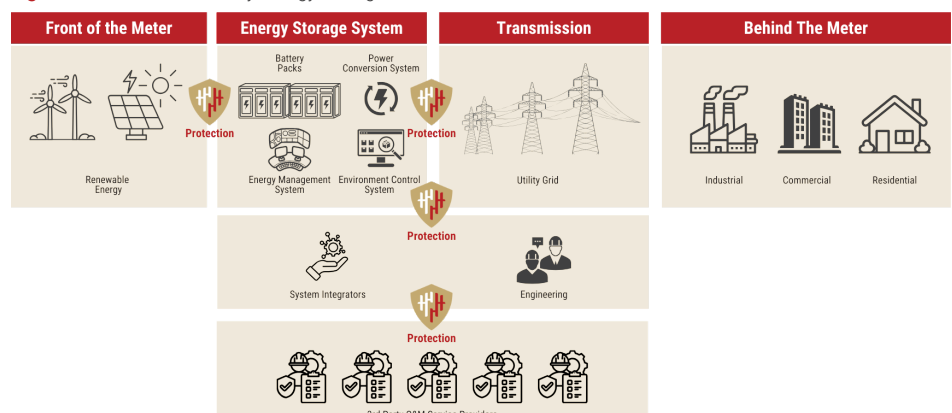 Front of the Meter
Energy Storage System
Transmission
Behind The Meter
Battery
Packs
Power
Conversion System
Protection
Protection
Energy Management
System
Environment Control
System
Renewable
Energy
Utility Grid
Industrial
Commercial
Residential
Protection
System Integrators
Engineering
Protection